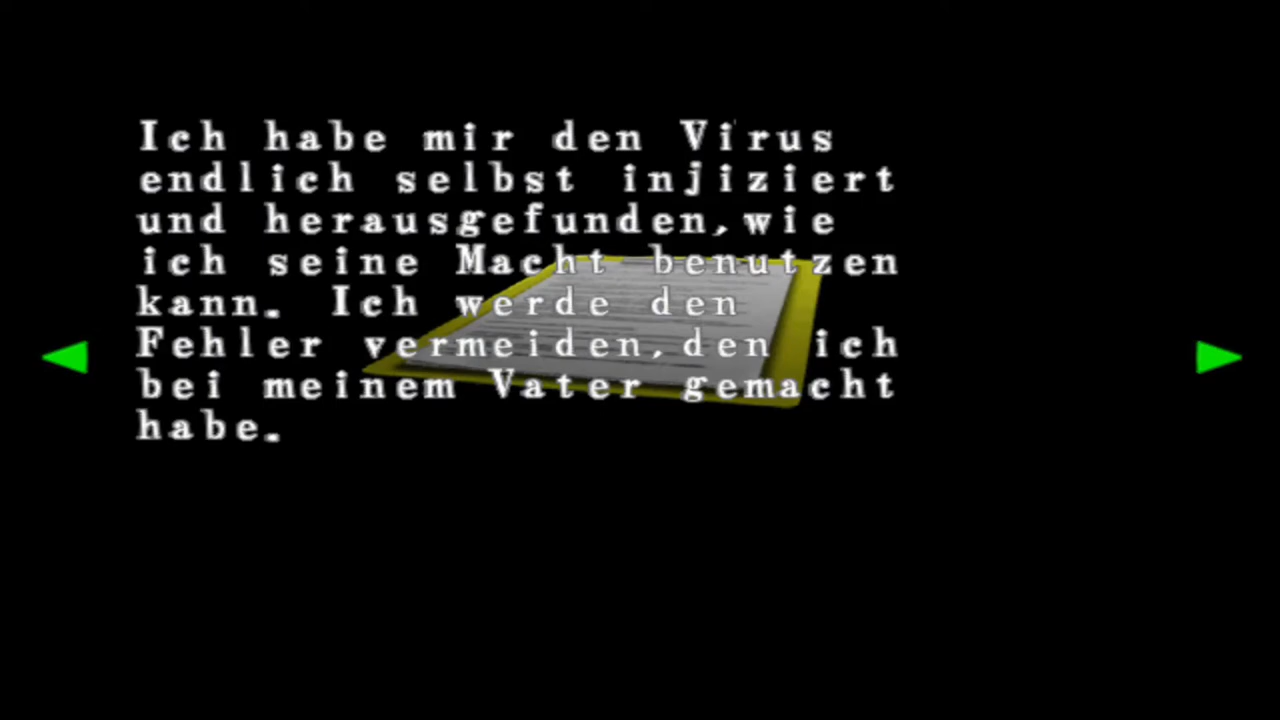 Ich habe mir den Virus
endlich selbst injiziert
und herausgefunden,wie
ich seine Macht benutzen
kann. Ich werde den
Fehler vermeiden,den ich
bei meinem Vater gemacht
habe.